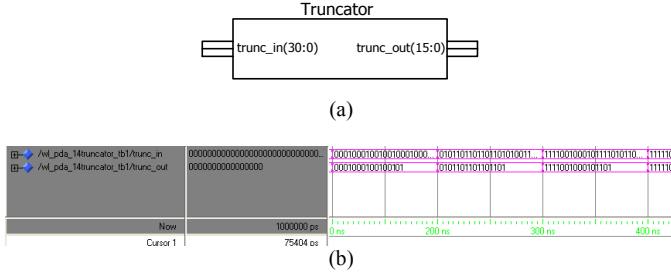 Truncator
trunc_in(30:0) trunc_out(15:0)
(a)
/wl_pda_14truncator_tb1/trunc_in
/wl_pda_14truncator_tb1/trunc_out 0000000000000000 0001000100100101 0101101101101101 1111001000101101
Now 1000000 ps 0 ns 200 ns 300 ns 400 ns
Cursor 1 75404 ps
(b)